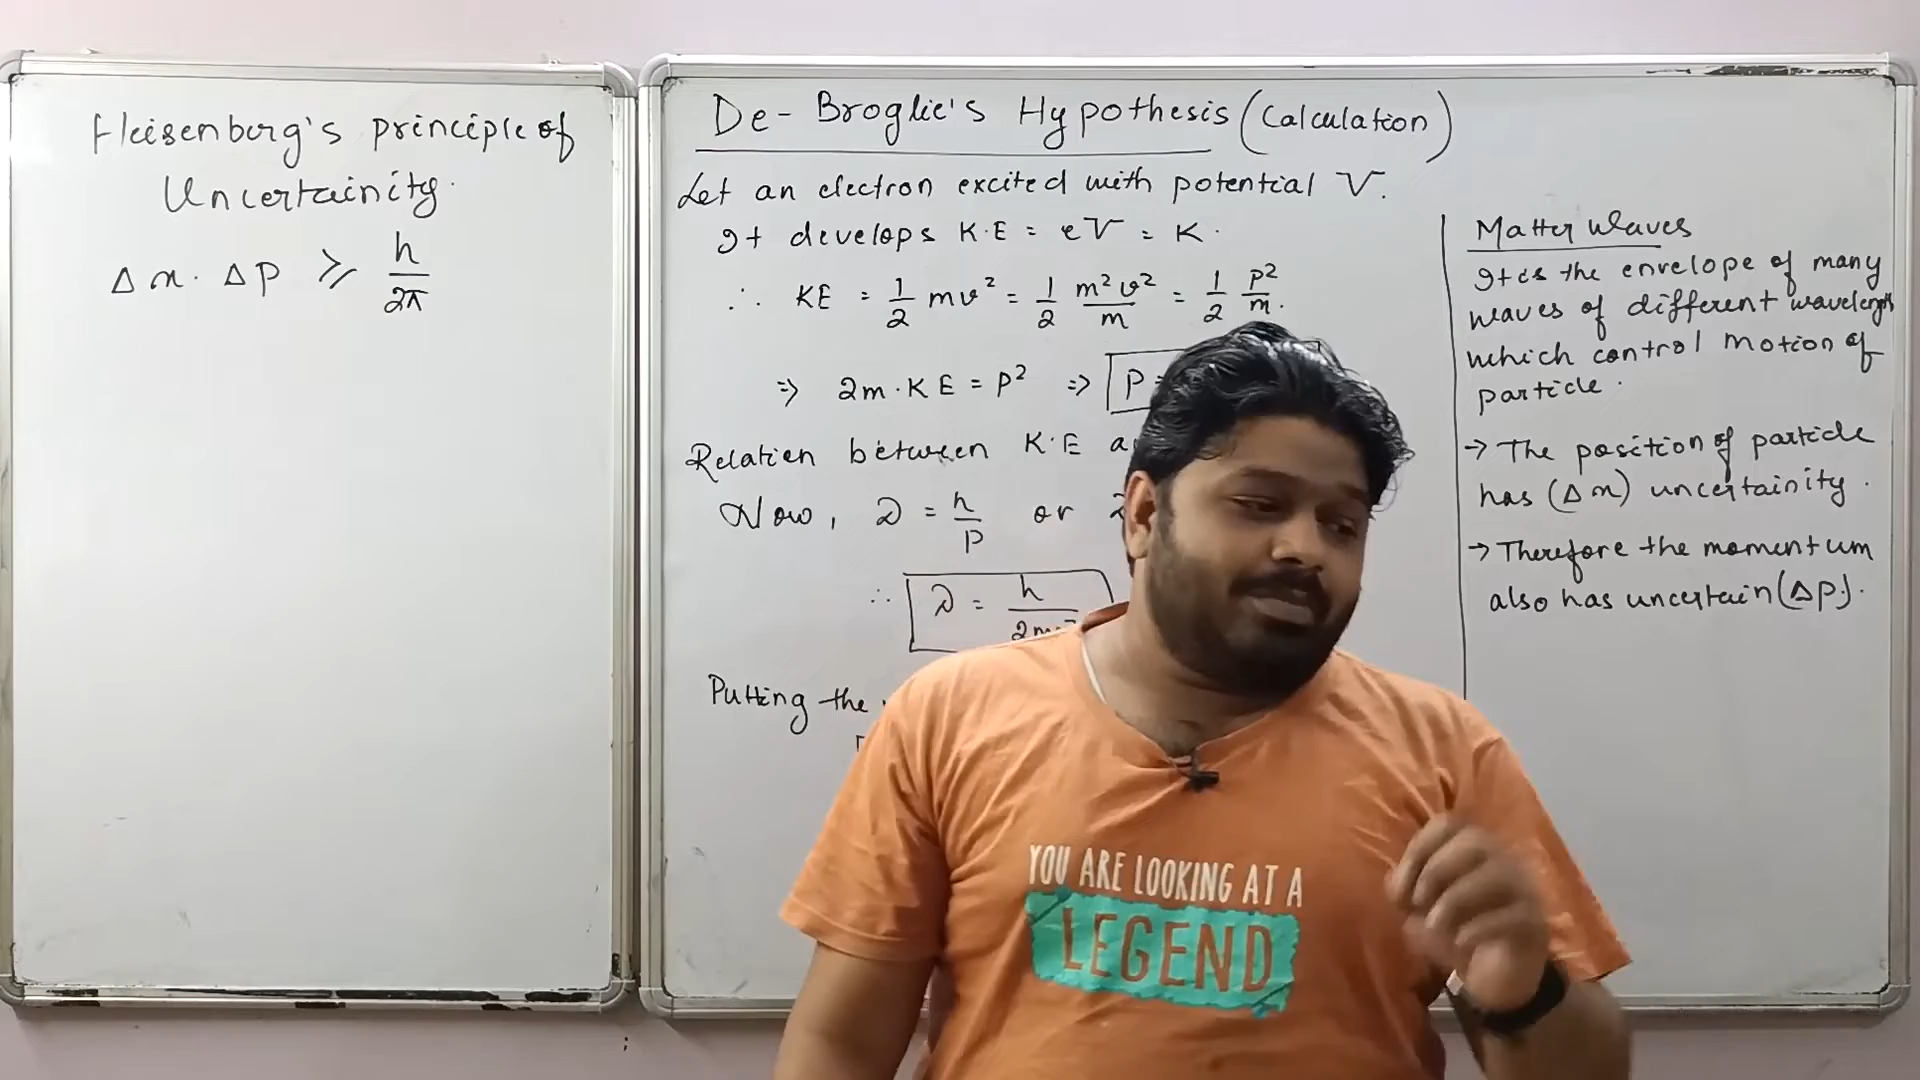 Heisenberg's principle of
Uncertainity.
Δx. Δp ≥ h/2π
De-Broglie's Hypothesis (Calculation)
Let an electron excited with potential V.
It develops K.E = eV = K.
∴ KE = 1/2 mv² = 1/2 m²v²/m = 1/2 p²/m.
⇒ 2m.KE = p² ⇒ P
Relation between K.E
Now, λ = h/p or
∴ λ = h/
Putting the
Matter Waves
It is the envelope of many
waves of different wavelength
which control motion of
particle.
→ The position of particle
has (Δx) uncertainity.
→ Therefore the momentum
also has uncertain (Δp).
YOU ARE LOOKING AT A
LEGEND